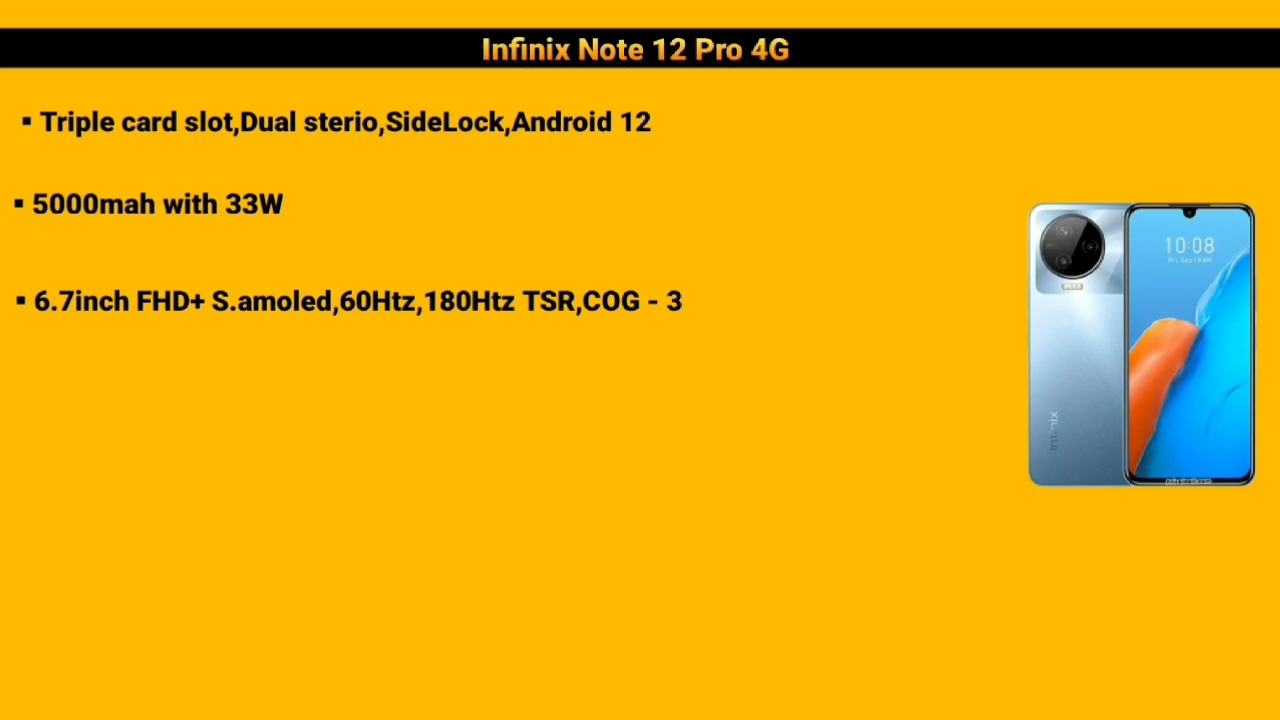 Infinix Note 12 Pro 4G
▪ Triple card slot,Dual sterio,SideLock,Android 12
▪ 5000mah with 33W
▪ 6.7inch FHD+ S.amoled,60Htz,180Htz TSR,COG - 3
10:08
Infinix